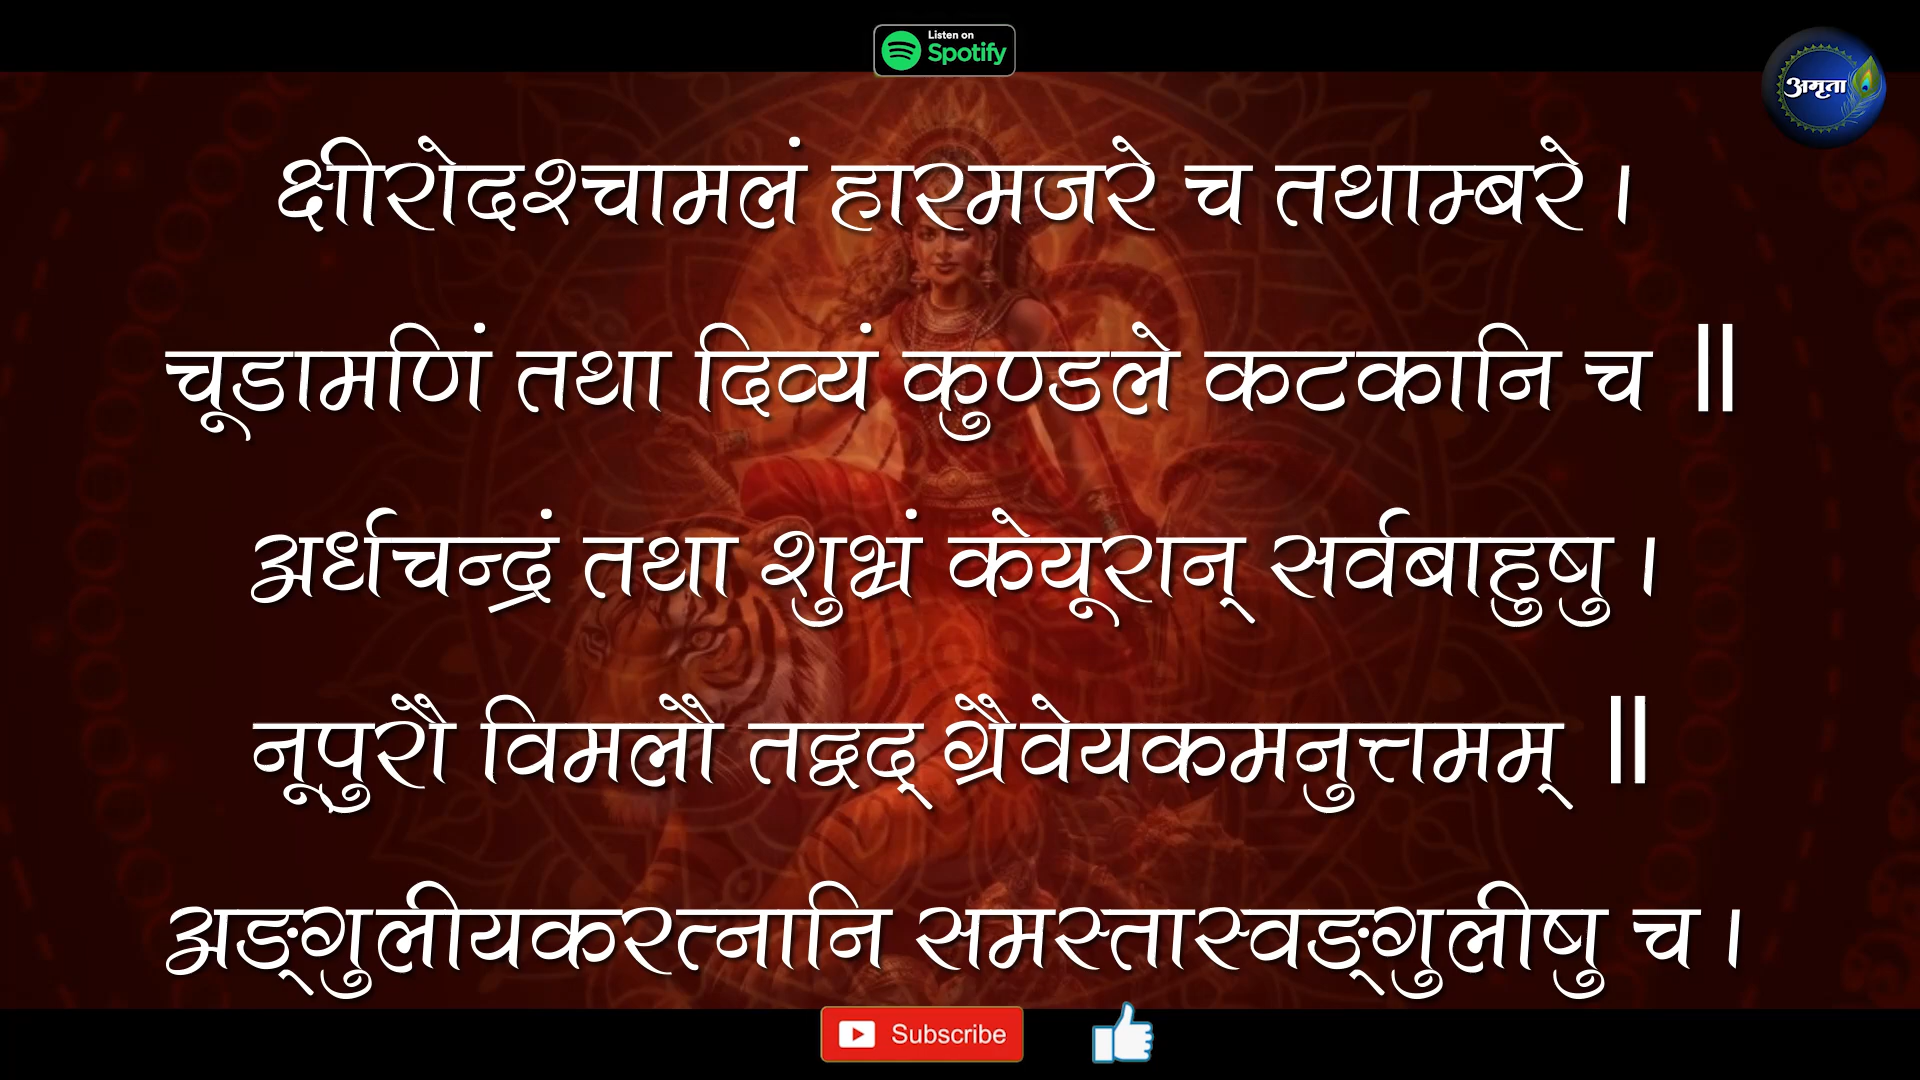 Listen on
Spotify
अमृता
क्षीरोदश्चामलं हारमजरे च तथाम्बरे ।
चूडामणिं तथा दिव्यं कुण्डले कटकानि च ॥
अर्धचन्द्रं तथा शुभ्रं केयूरान् सर्वबाहुषु ।
नूपुरौ विमलौ तद्वद् ग्रैवेयकमनुत्तमम् ॥
अङ्गुलीयकरत्नानि समस्तास्वङ्गुलीषु च ।
Subscribe